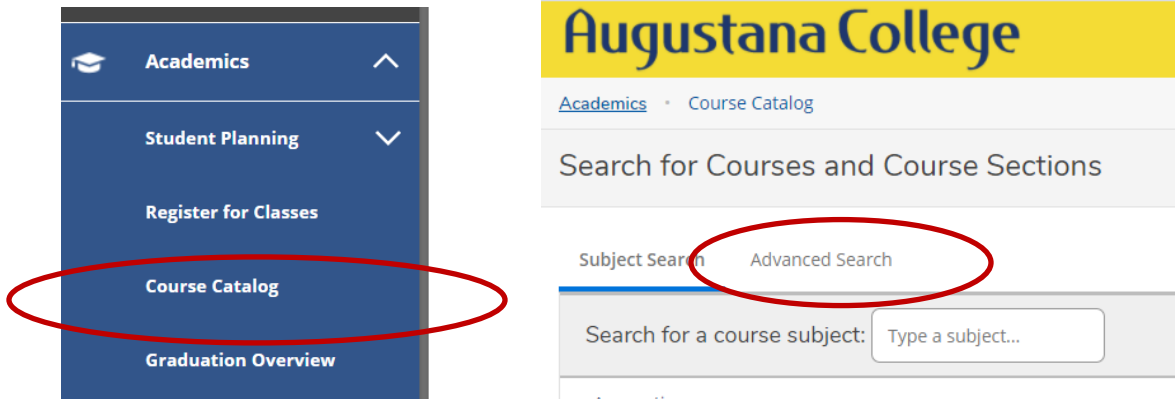 Academics
Student Planning
Register for Classes
Course Catalog
Graduation Overview
Augustana College
Academics • Course Catalog
Search for Courses and Course Sections
Subject Search Advanced Search
Search for a course subject: Type a subject...